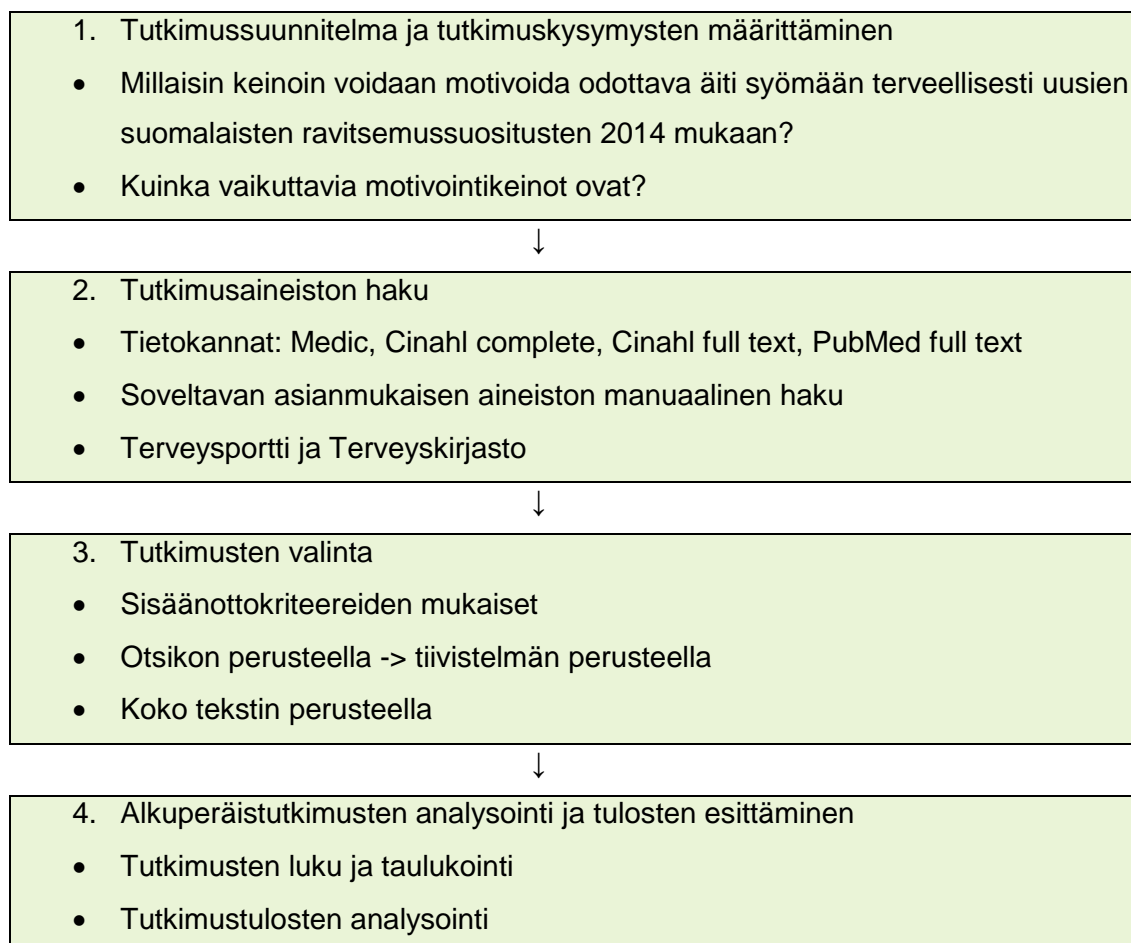 1. Tutkimussuunnitelma ja tutkimuskysymysten määrittäminen
• Millaisin keinoin voidaan motivoida odottava äiti syömään terveellisesti uusien
suomalaisten ravitsemussuositusten 2014 mukaan?
• Kuinka vaikuttavia motivointikeinot ovat?
↓
2. Tutkimusaineiston haku
• Tietokannat: Medic, Cinahl complete, Cinahl full text, PubMed full text
• Soveltavan asianmukaisen aineiston manuaalinen haku
• Terveysportti ja Terveyskirjasto
↓
3. Tutkimusten valinta
• Sisäänottokriteereiden mukaiset
• Otsikon perusteella -> tiivistelmän perusteella
• Koko tekstin perusteella
↓
4. Alkuperäistutkimusten analysointi ja tulosten esittäminen
• Tutkimusten luku ja taulukointi
• Tutkimustulosten analysointi